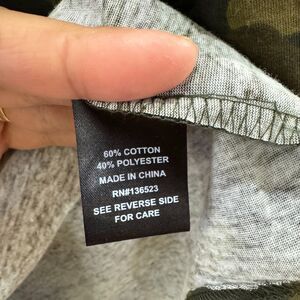 60% COTTON
40% POLYESTER
MADE IN CHINA
RN#136523
SEE REVERSE SIDE
FOR CARE